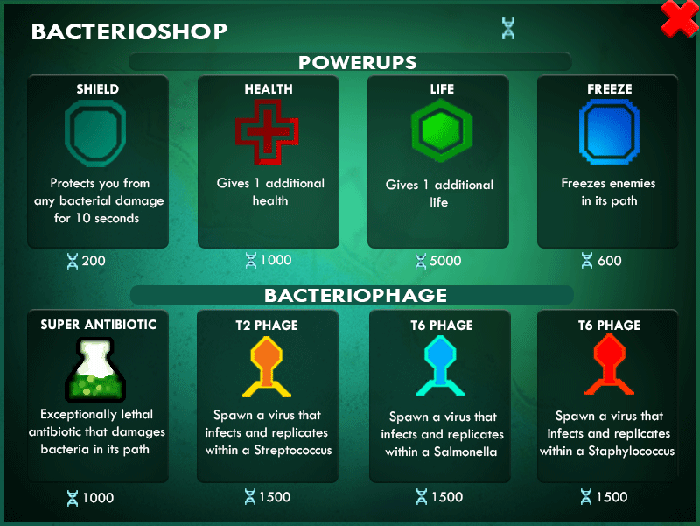 BACTERIOSHOP
POWERUPS
SHIELD
Protects you from
any bacterial damage
for 10 seconds
200
HEALTH
Gives 1 additional
health
1000
LIFE
Gives 1 additional
life
5000
FREEZE
Freezes enemies
in its path
600
BACTERIOPHAGE
SUPER ANTIBIOTIC
Exceptionally lethal
antibiotic that damages
bacteria in its path
1000
T2 PHAGE
Spawn a virus that
infects and replicates
within a Streptococcus
1500
T6 PHAGE
Spawn a virus that
infects and replicates
within a Salmonella
1500
T6 PHAGE
Spawn a virus that
infects and replicates
within a Staphylococcus
1500